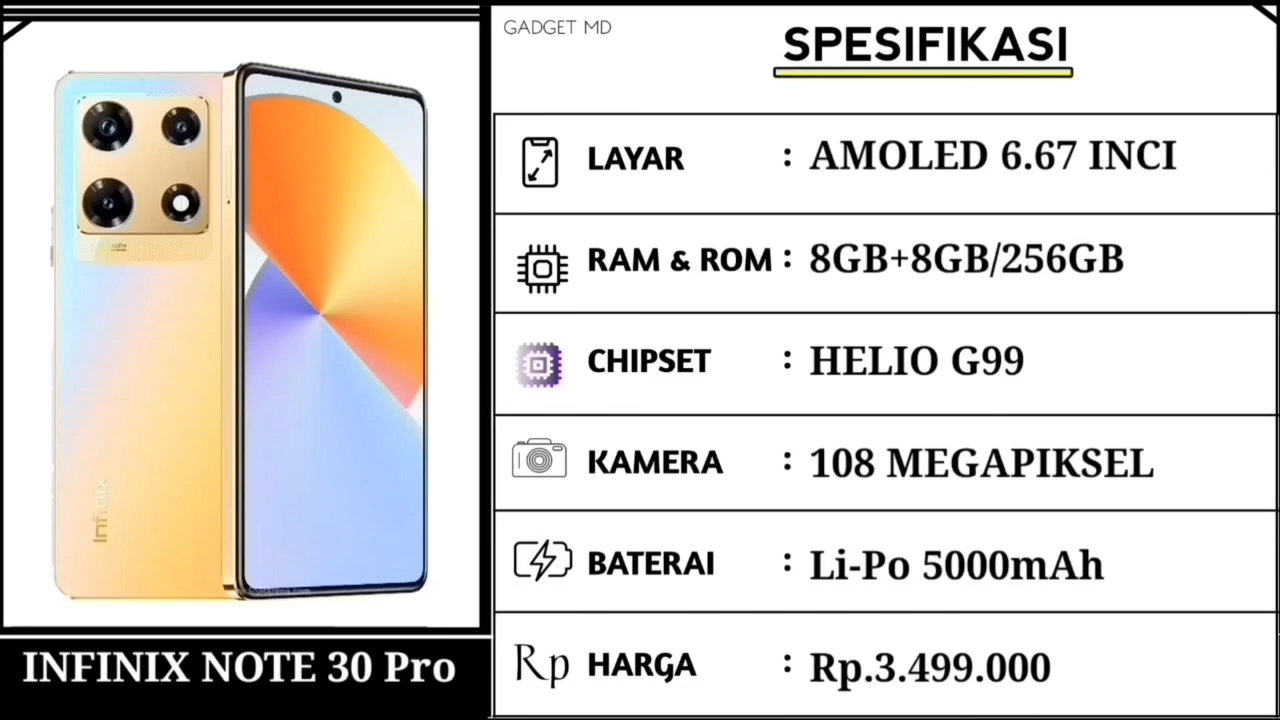 GADGET MD
SPESIFIKASI
LAYAR : AMOLED 6.67 INCI
RAM & ROM : 8GB+8GB/256GB
CHIPSET : HELIO G99
KAMERA : 108 MEGAPIKSEL
BATERAI : Li-Po 5000mAh
Rp HARGA : Rp.3.499.000
Infinix
INFINIX NOTE 30 Pro